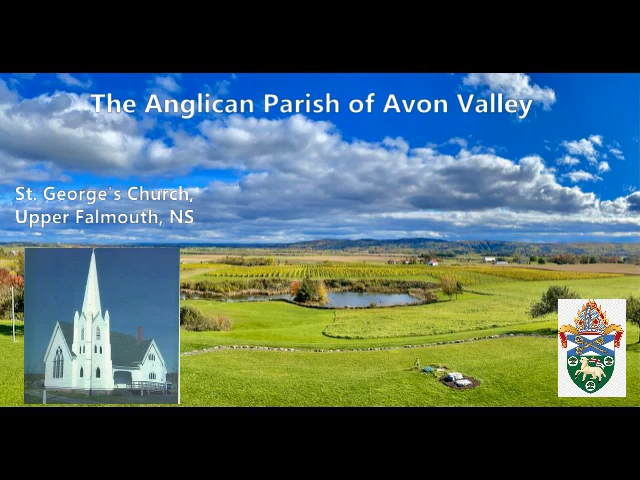 The Anglican Parish of Avon Valley
St. George's Church,
Upper Falmouth, NS